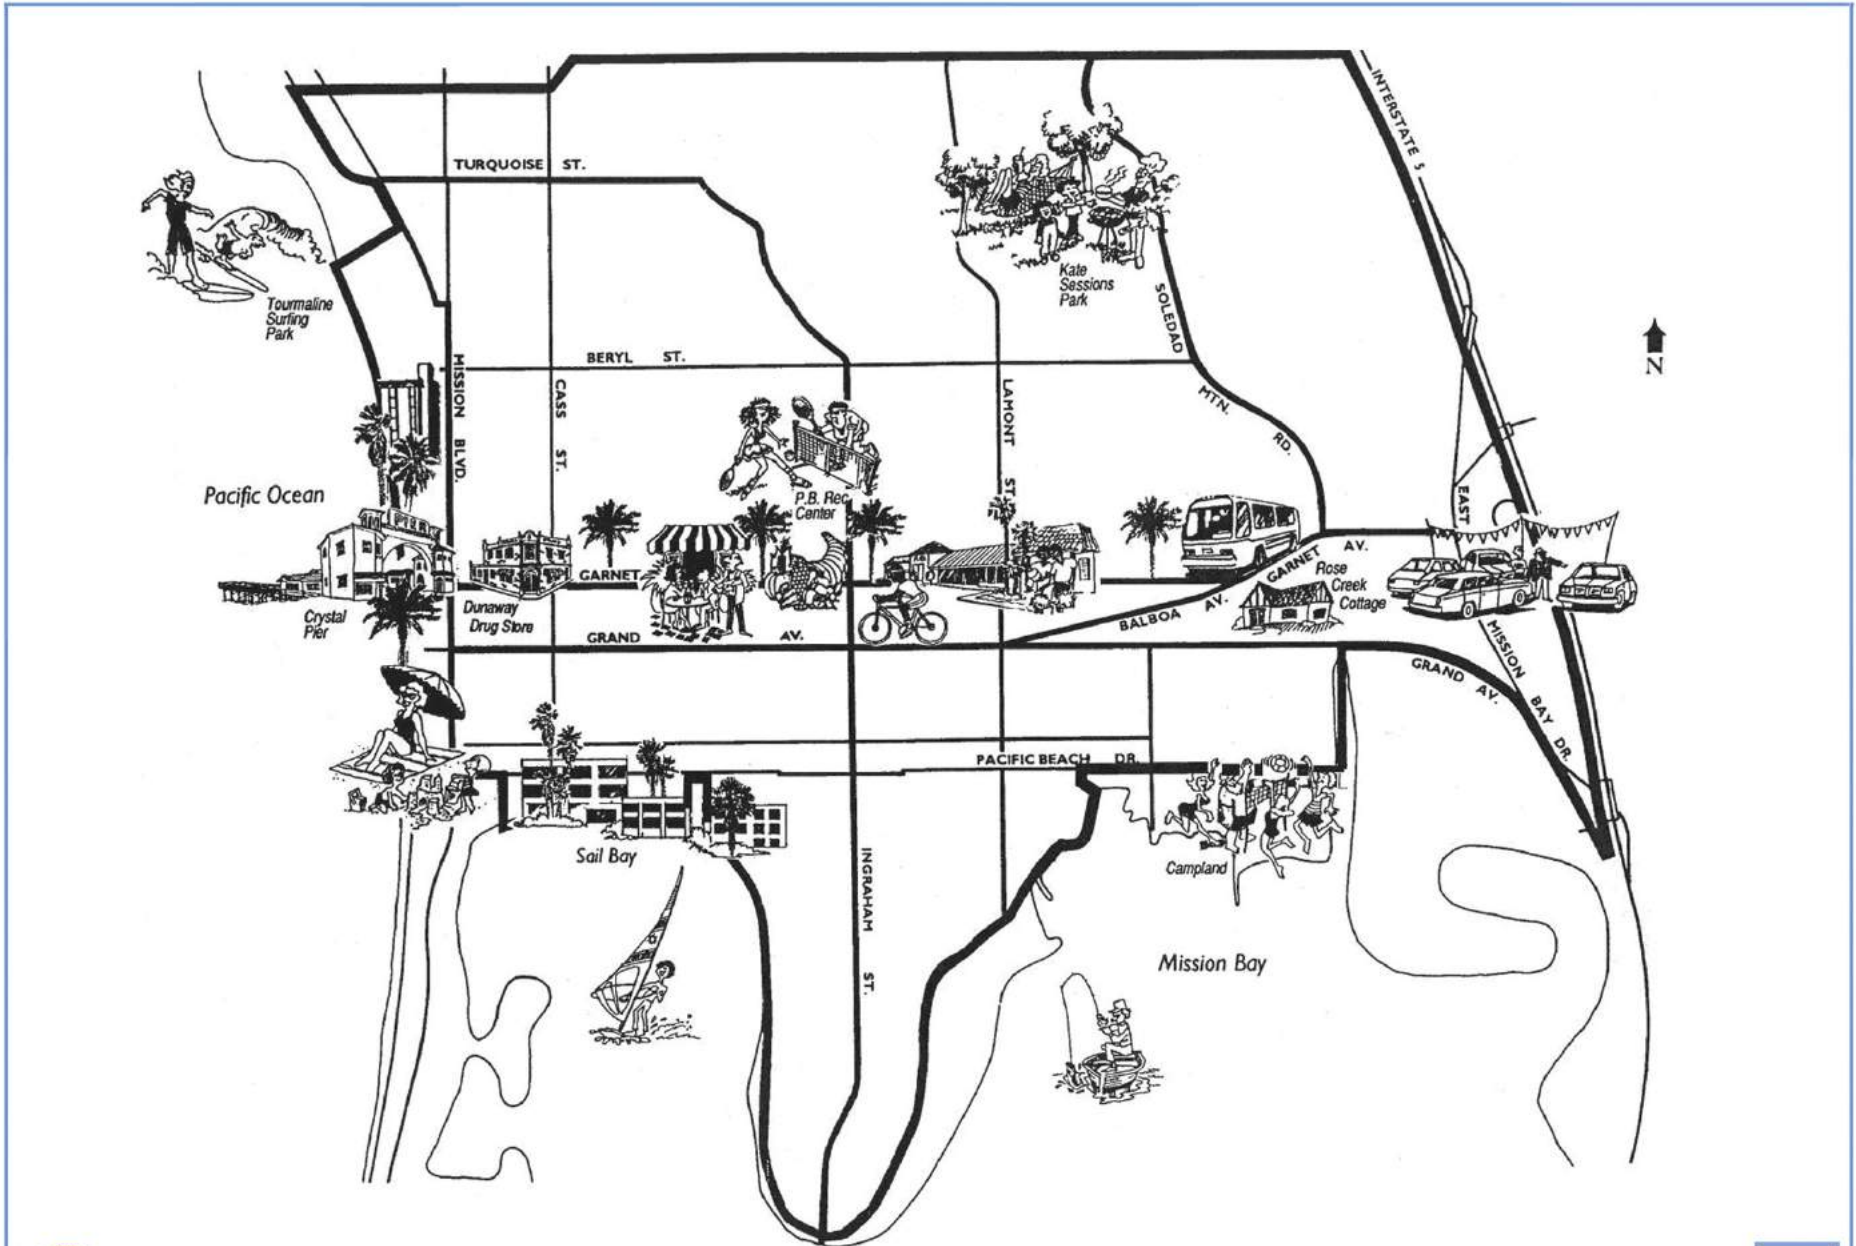 INTERSTATE 5
TURQUOISE ST.
Kate
Sessions
Park
SOLEDAD
MTN.
RD.
Tourmaline
Surfing
Park
N
BERYL ST.
MISSION BLVD.
CASS ST.
LAMONT ST.
EAST
Pacific Ocean
P.B. Rec
Center
PIER
GARNET
GARNET AV.
Rose
Creek
Cottage
Crystal
Pier
Dunaway
Drug Store
BALBOA AV.
GRAND AV.
MISSION BAY DR.
GRAND AV.
PACIFIC BEACH DR.
Sail Bay
Campland
INGRAHAM ST.
Mission Bay